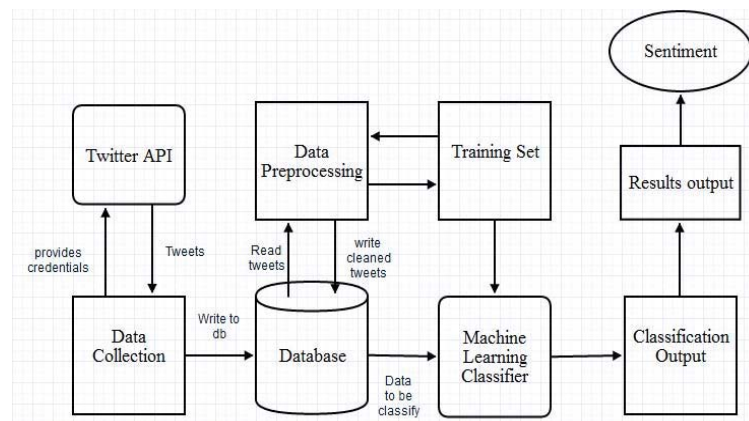 Sentiment
Twitter API
Data
Preprocessing
Training Set
Results output
provides
credentials
Tweets
Read
tweets
write
cleaned
tweets
Data
Collection
Write to
db
Database
Data
to be
classify
Machine
Learning
Classifier
Classification
Output